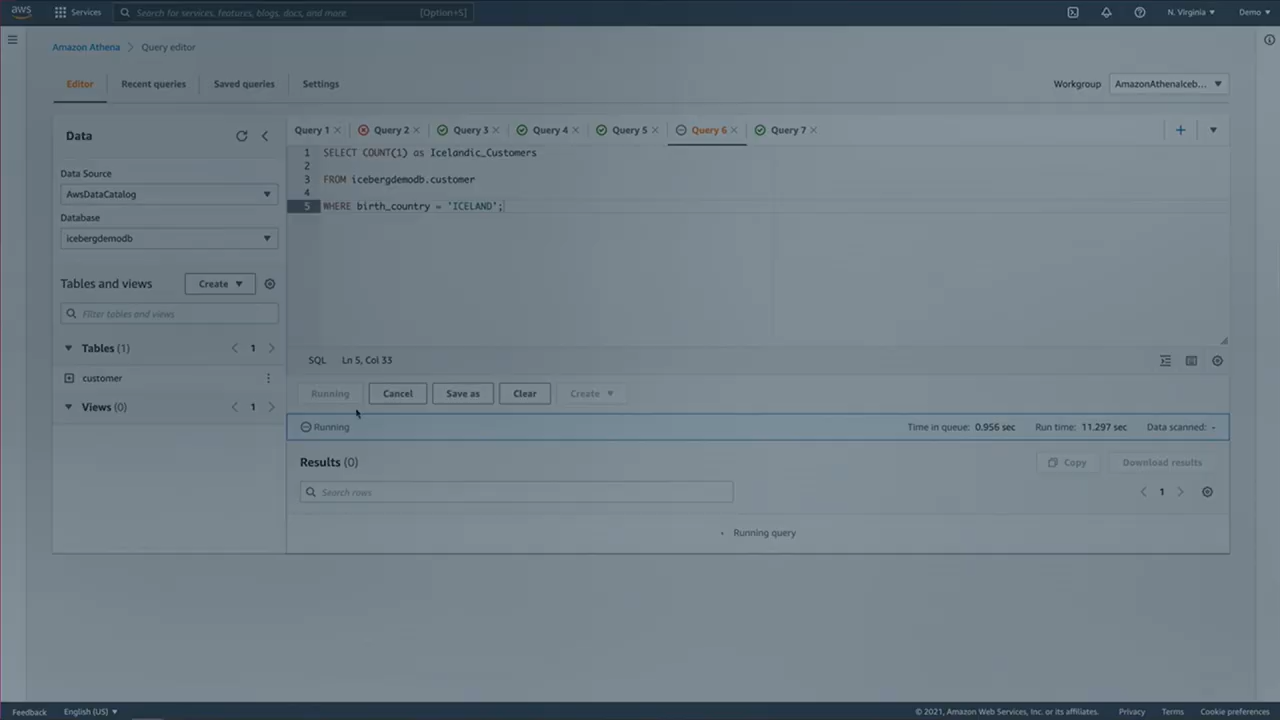 aws Services Search for services, features, blogs, docs, and more [Option+S] N. Virginia Demo
Amazon Athena Query editor
Editor Recent queries Saved queries Settings Workgroup AmazonAthenaIceb...
Data
Data Source
AwsDataCatalog
Database
icebergdemodb
Tables and views Create
Filter tables and views
Tables (1) 1
customer
Views (0) 1
Query 1 Query 2 Query 3 Query 4 Query 5 Query 6 Query 7
1 SELECT COUNT(1) as Icelandic_Customers
2
3 FROM icebergdemodb.customer
4
5 WHERE birth_country = 'ICELAND';
SQL Ln 5, Col 33
Running Cancel Save as Clear Create
Running Time in queue: 0.956 sec Run time: 11.297 sec Data scanned: -
Results (0) Copy Download results
Search rows 1
Running query
Feedback English (US) © 2021, Amazon Web Services, Inc. or its affiliates. Privacy Terms Cookie preferences